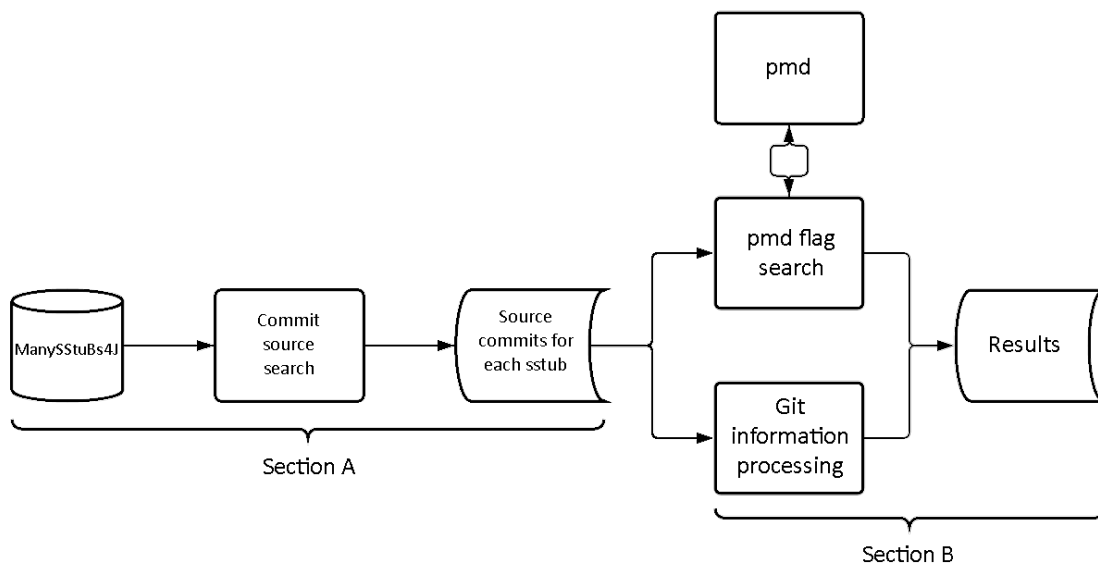 pmd
pmd flag
search
ManySStuBs4J
Commit
source
search
Source
commits for
each sstub
Results
Git
information
processing
Section A
Section B